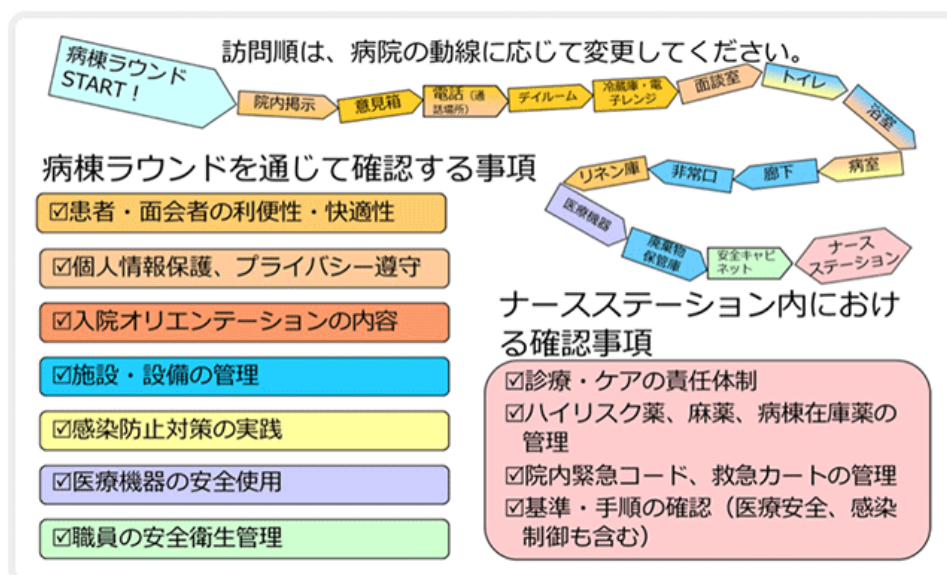 病棟ラウンド
START！
訪問順は、病院の動線に応じて変更してください。
院内掲示
意見箱
電話（通
話場所）
デイルーム
冷蔵庫・電
子レンジ
面談室
トイレ
浴室
病室
廊下
非常口
リネン庫
医療機器
廃棄物
保管庫
安全キャビ
ネット
ナース
ステーション
病棟ラウンドを通じて確認する事項
☑患者・面会者の利便性・快適性
☑個人情報保護、プライバシー遵守
☑入院オリエンテーションの内容
☑施設・設備の管理
☑感染防止対策の実践
☑医療機器の安全使用
☑職員の安全衛生管理
ナースステーション内におけ
る確認事項
☑診療・ケアの責任体制
☑ハイリスク薬、麻薬、病棟在庫薬の
管理
☑院内緊急コード、救急カートの管理
☑基準・手順の確認（医療安全、感染
制御も含む）